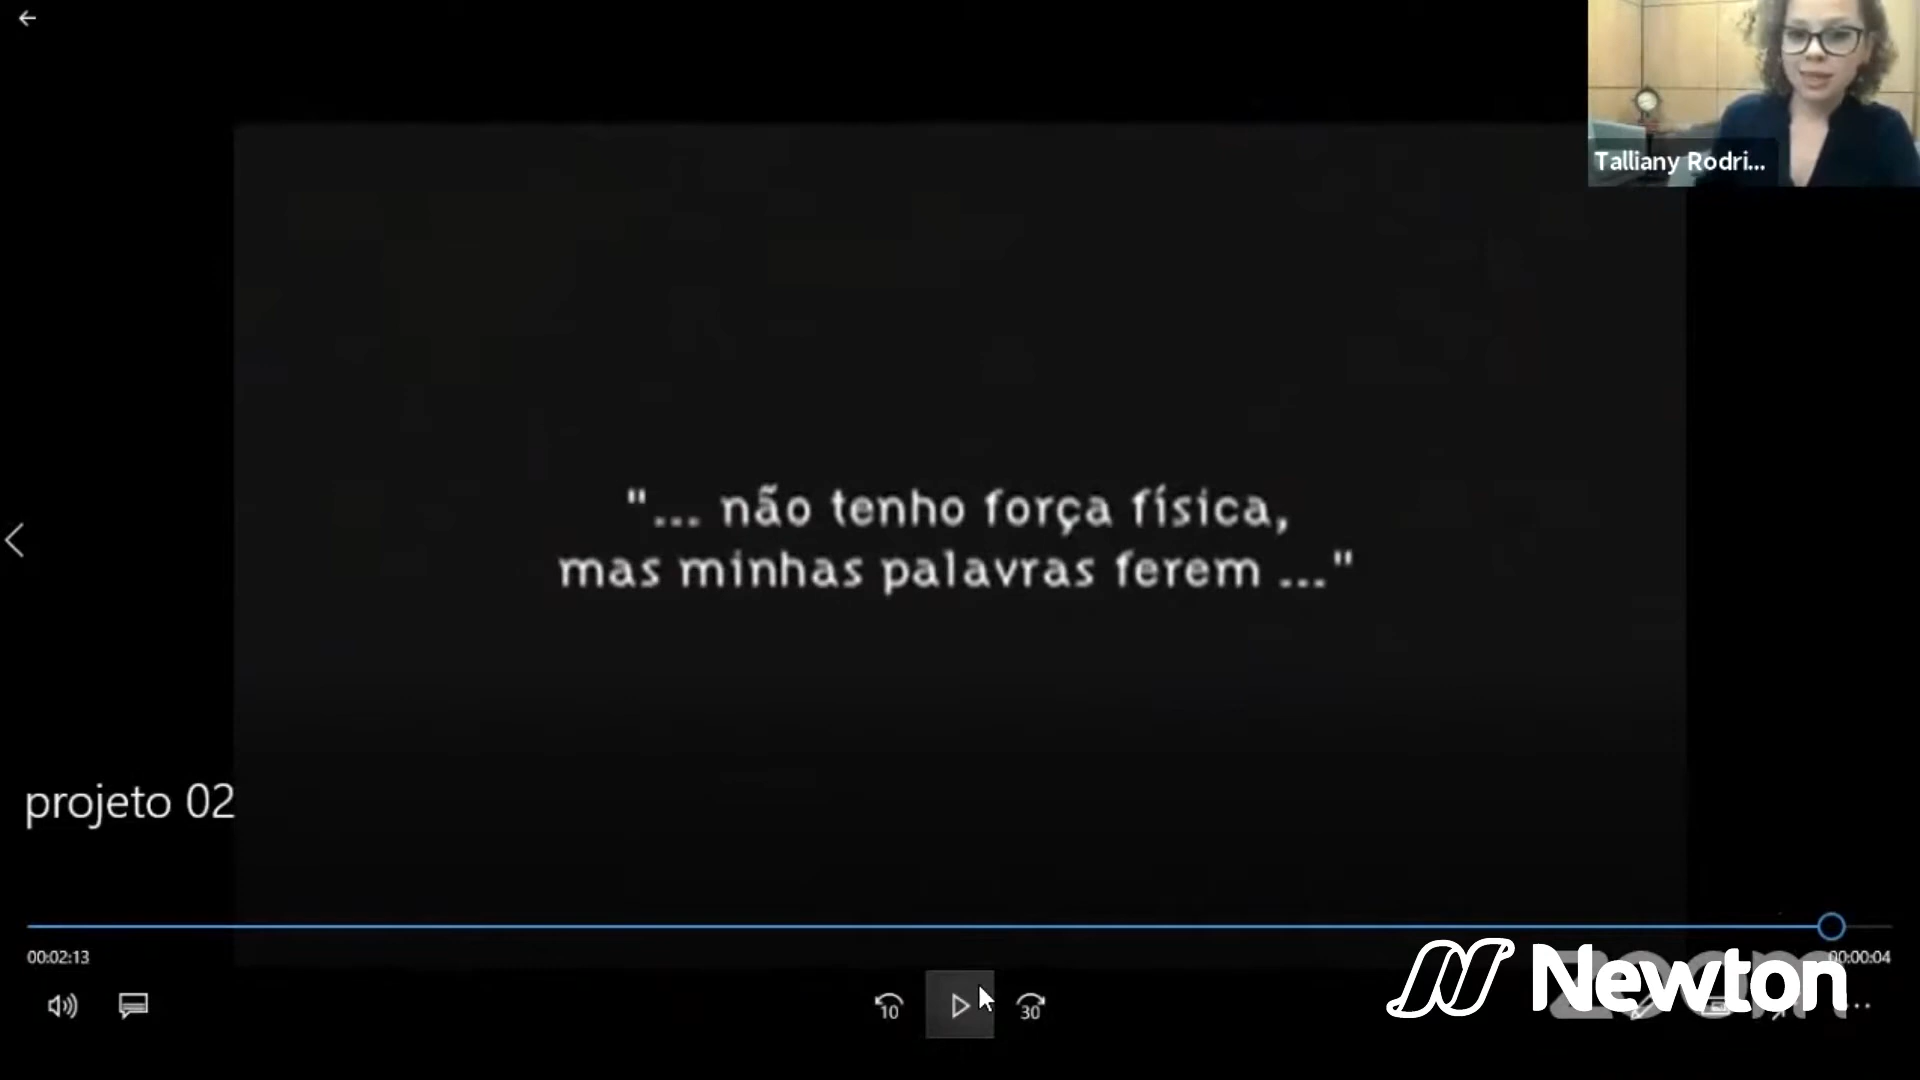 Talliany Rodri...
"... não tenho força física,
mas minhas palavras ferem ..."
projeto 02
00:02:13
00:00:04
10
30
zoom
Newton